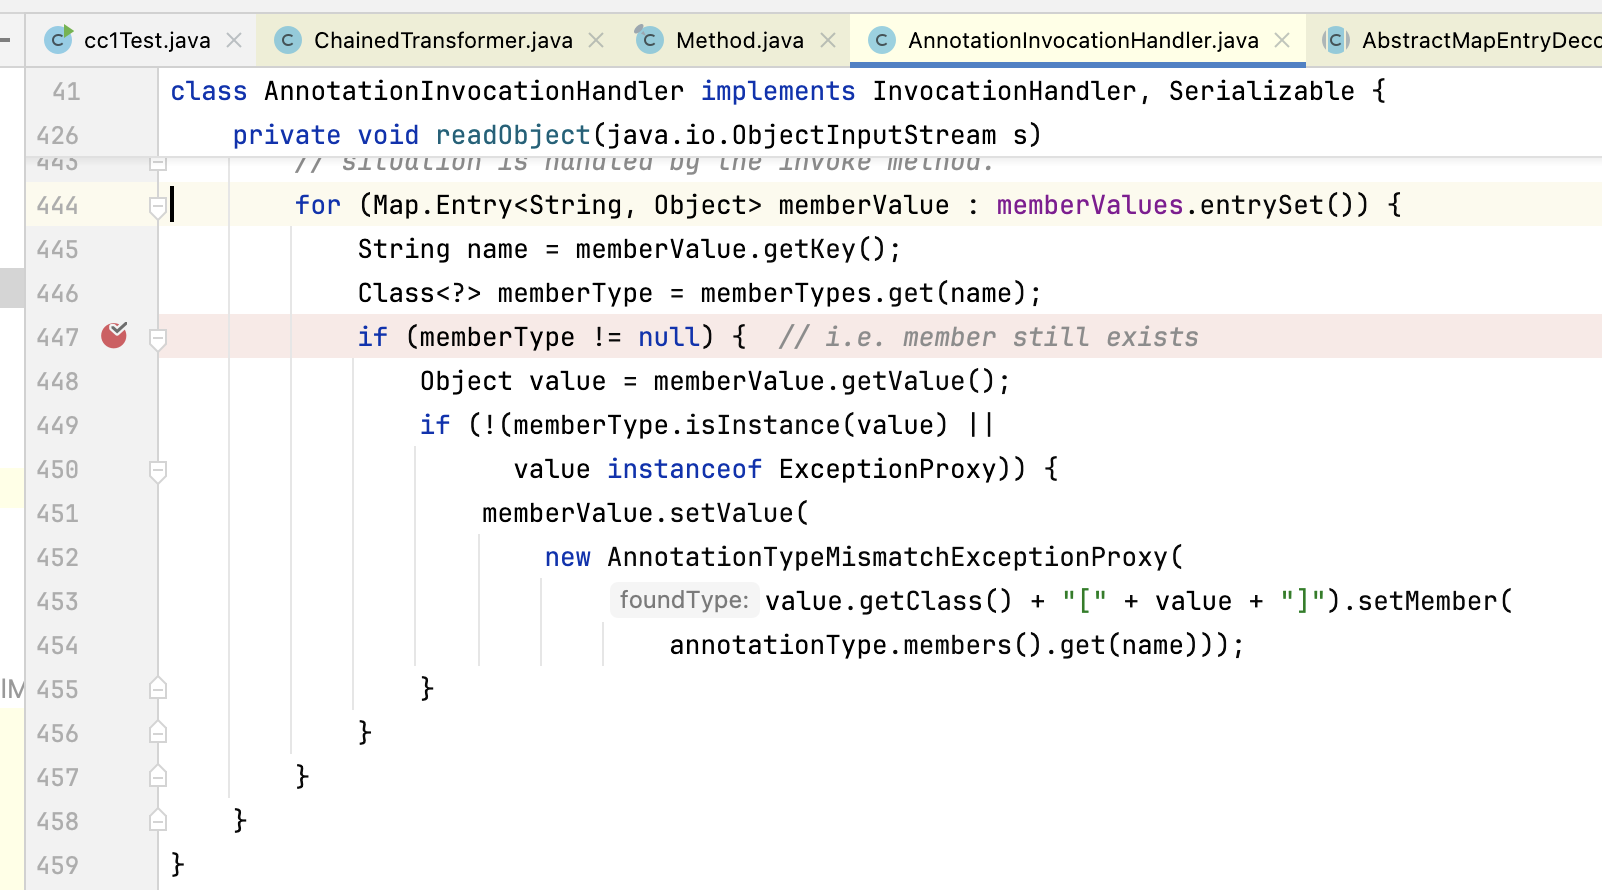 cc1Test.java ChainedTransformer.java Method.java AnnotationInvocationHandler.java AbstractMapEntryDeco
41 class AnnotationInvocationHandler implements InvocationHandler, Serializable {
426 private void readObject(java.io.ObjectInputStream s)
443 // situation is handled by the invoke method.
444 for (Map.Entry<String, Object> memberValue : memberValues.entrySet()) {
445 String name = memberValue.getKey();
446 Class<?> memberType = memberTypes.get(name);
447 if (memberType != null) { // i.e. member still exists
448 Object value = memberValue.getValue();
449 if (!(memberType.isInstance(value) ||
450 value instanceof ExceptionProxy)) {
451 memberValue.setValue(
452 new AnnotationTypeMismatchExceptionProxy(
453 foundType: value.getClass() + "[" + value + "]").setMember(
454 annotationType.members().get(name)));
IM 455 }
456 }
457 }
458 }
459 }